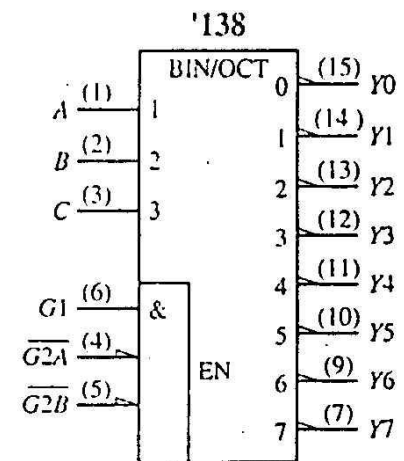 '138
BIN/OCT
A (1) 1
B (2) 2
C (3) 3
G1 (6) &
G2A (4)
G2B (5)
EN
0 (15) Y0
1 (14) Y1
2 (13) Y2
3 (12) Y3
4 (11) Y4
5 (10) Y5
6 (9) Y6
7 (7) Y7